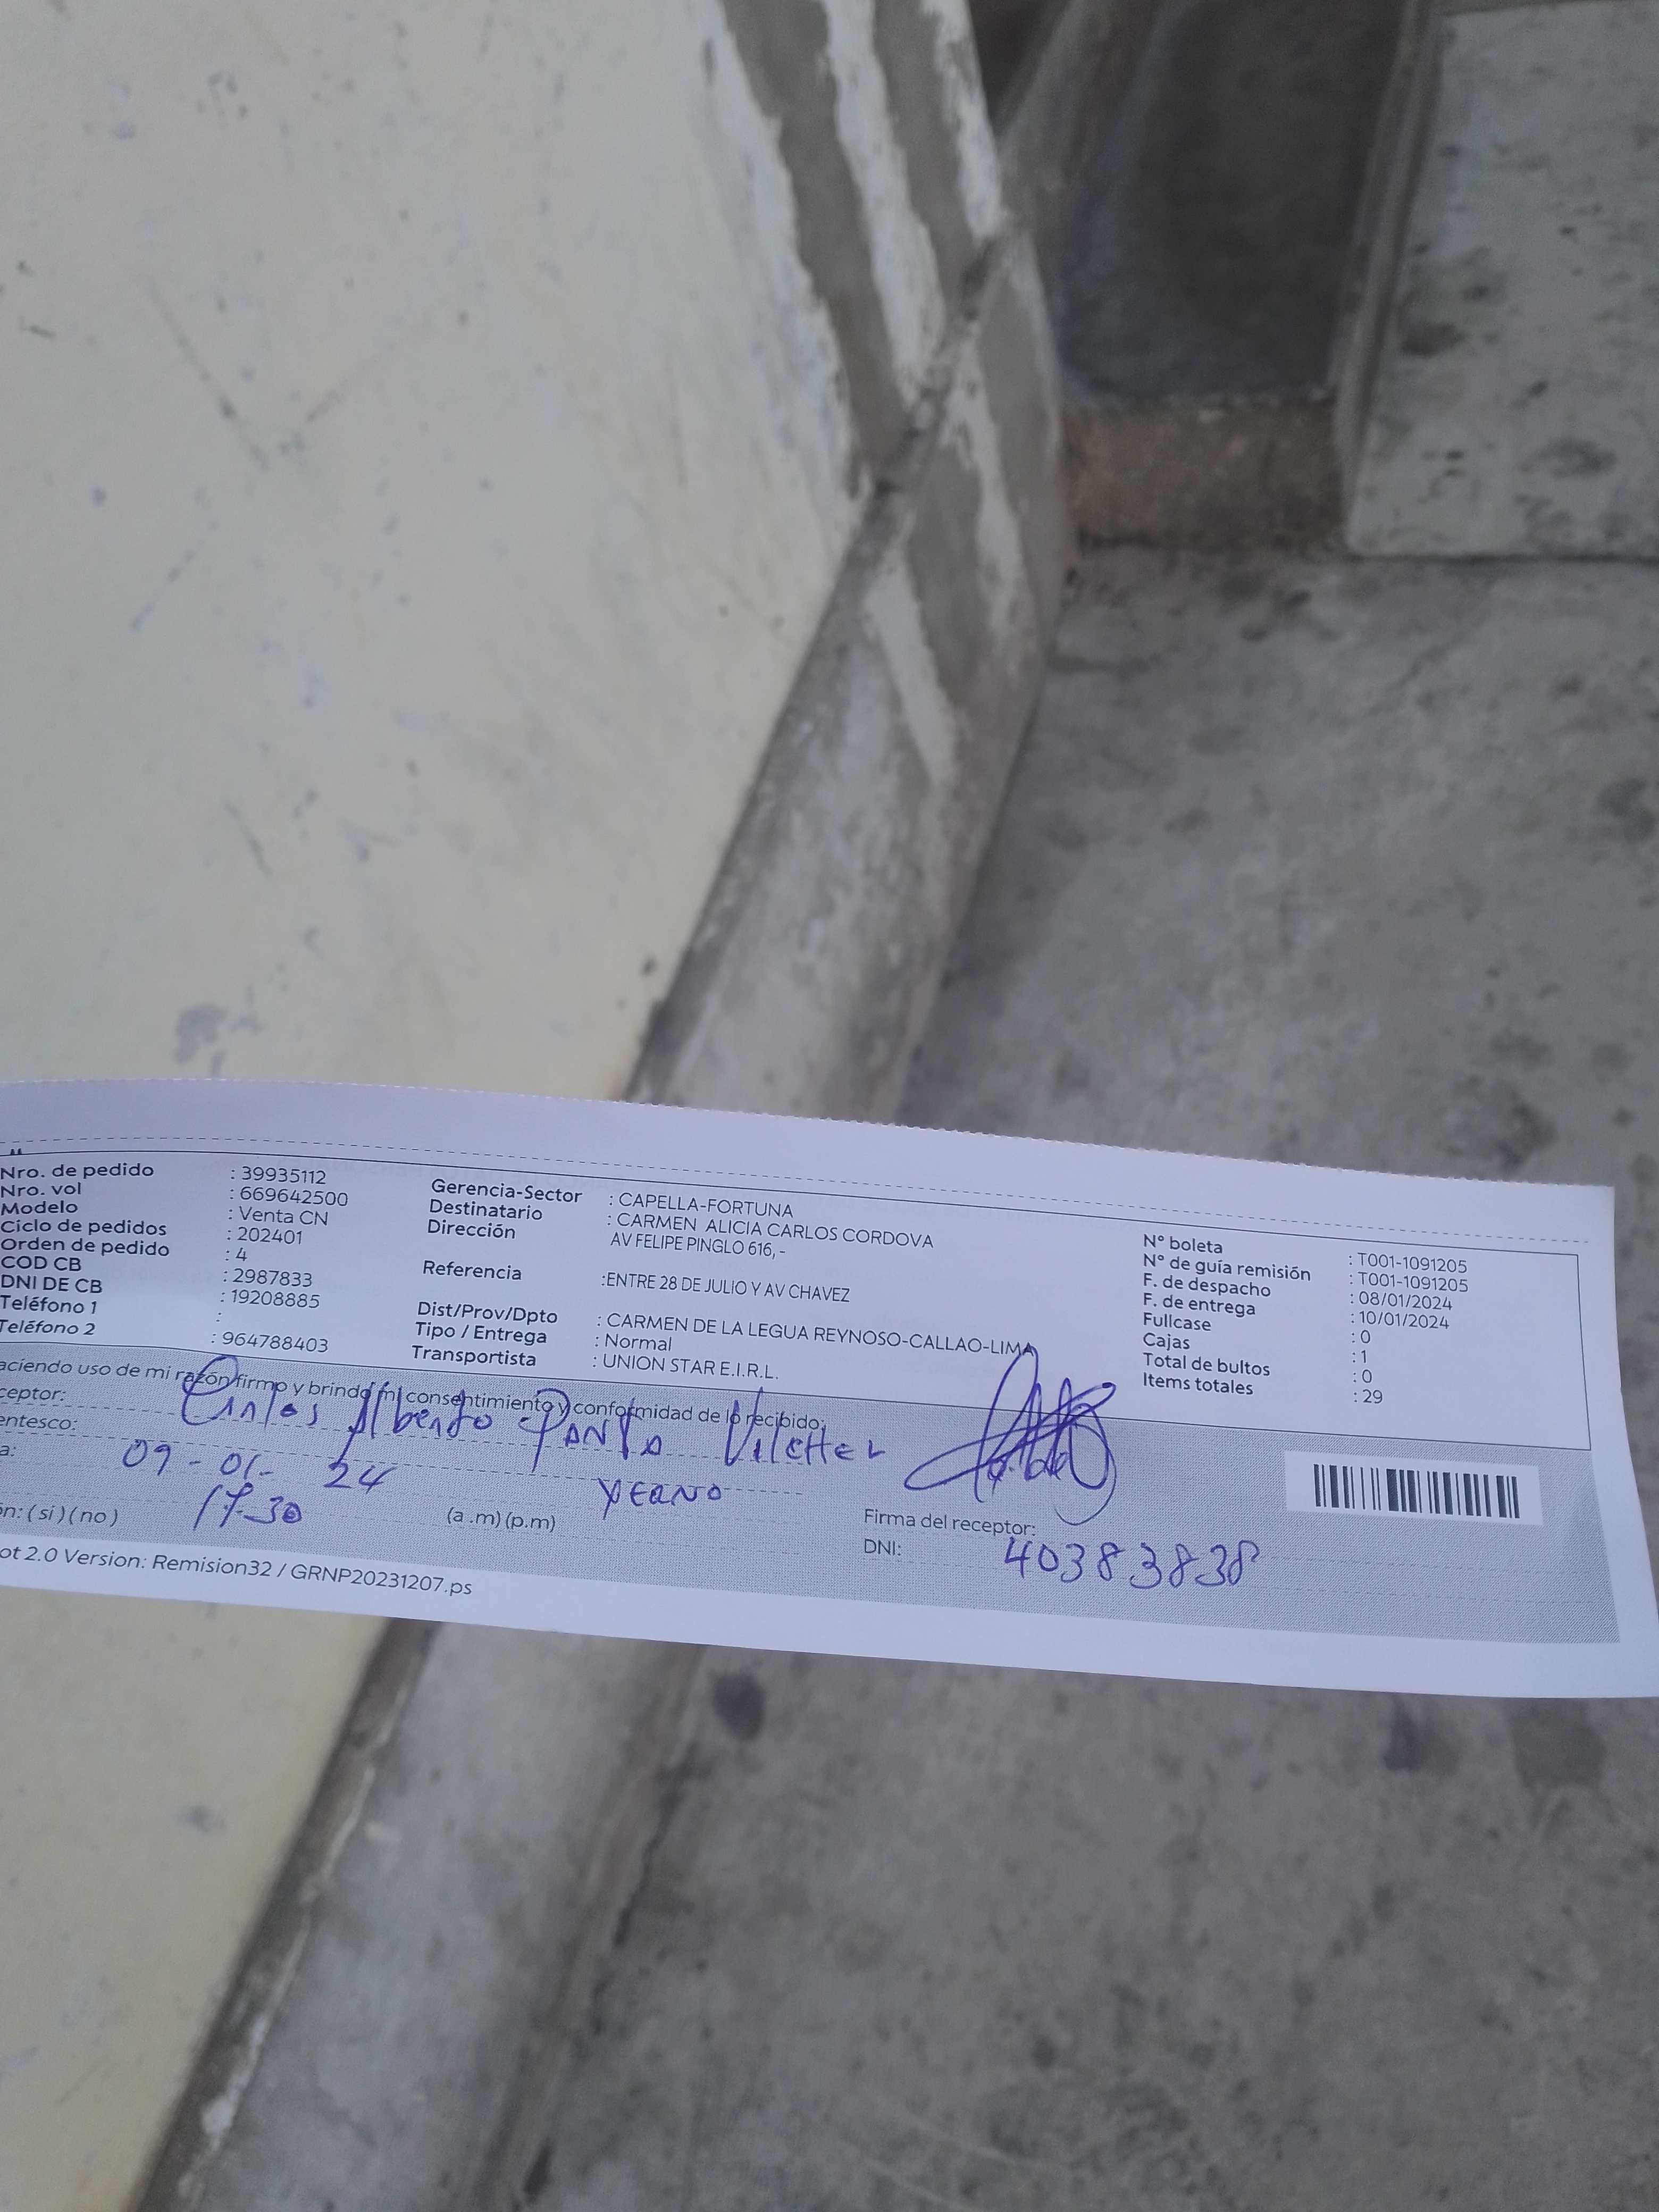 Nro. de pedido : 39935112
Nro. vol : 669642500
Modelo : Venta CN
Ciclo de pedidos : 202401
Orden de pedido : 4
COD CB : 2987833
DNI DE CB : 19208885
Teléfono 1 :
Teléfono 2 : 964788403
Gerencia-Sector : CAPELLA-FORTUNA
Destinatario : CARMEN ALICIA CARLOS CORDOVA
Dirección AV FELIPE PINGLO 616, -
Referencia :ENTRE 28 DE JULIO Y AV CHAVEZ
Dist/Prov/Dpto : CARMEN DE LA LEGUA REYNOSO-CALLAO-LIMA
Tipo / Entrega : Normal
Transportista : UNION STAR E.I.R.L.
N° boleta : T001-1091205
N° de guía remisión : T001-1091205
F. de despacho : 08/01/2024
F. de entrega : 10/01/2024
Fullcase : 0
Cajas : 1
Total de bultos : 0
Items totales : 29
aciendo uso de mi razón firmo y brindo mi consentimiento y conformidad de lo recibido:
ceptor: Carlos Alberto PANTA
entesco: YERNO
a: 09-01-24
17-30 (a .m) (p.m)
ón: ( si ) ( no )
Firma del receptor:
DNI: 40383838
ot 2.0 Version: Remision32 / GRNP20231207.ps